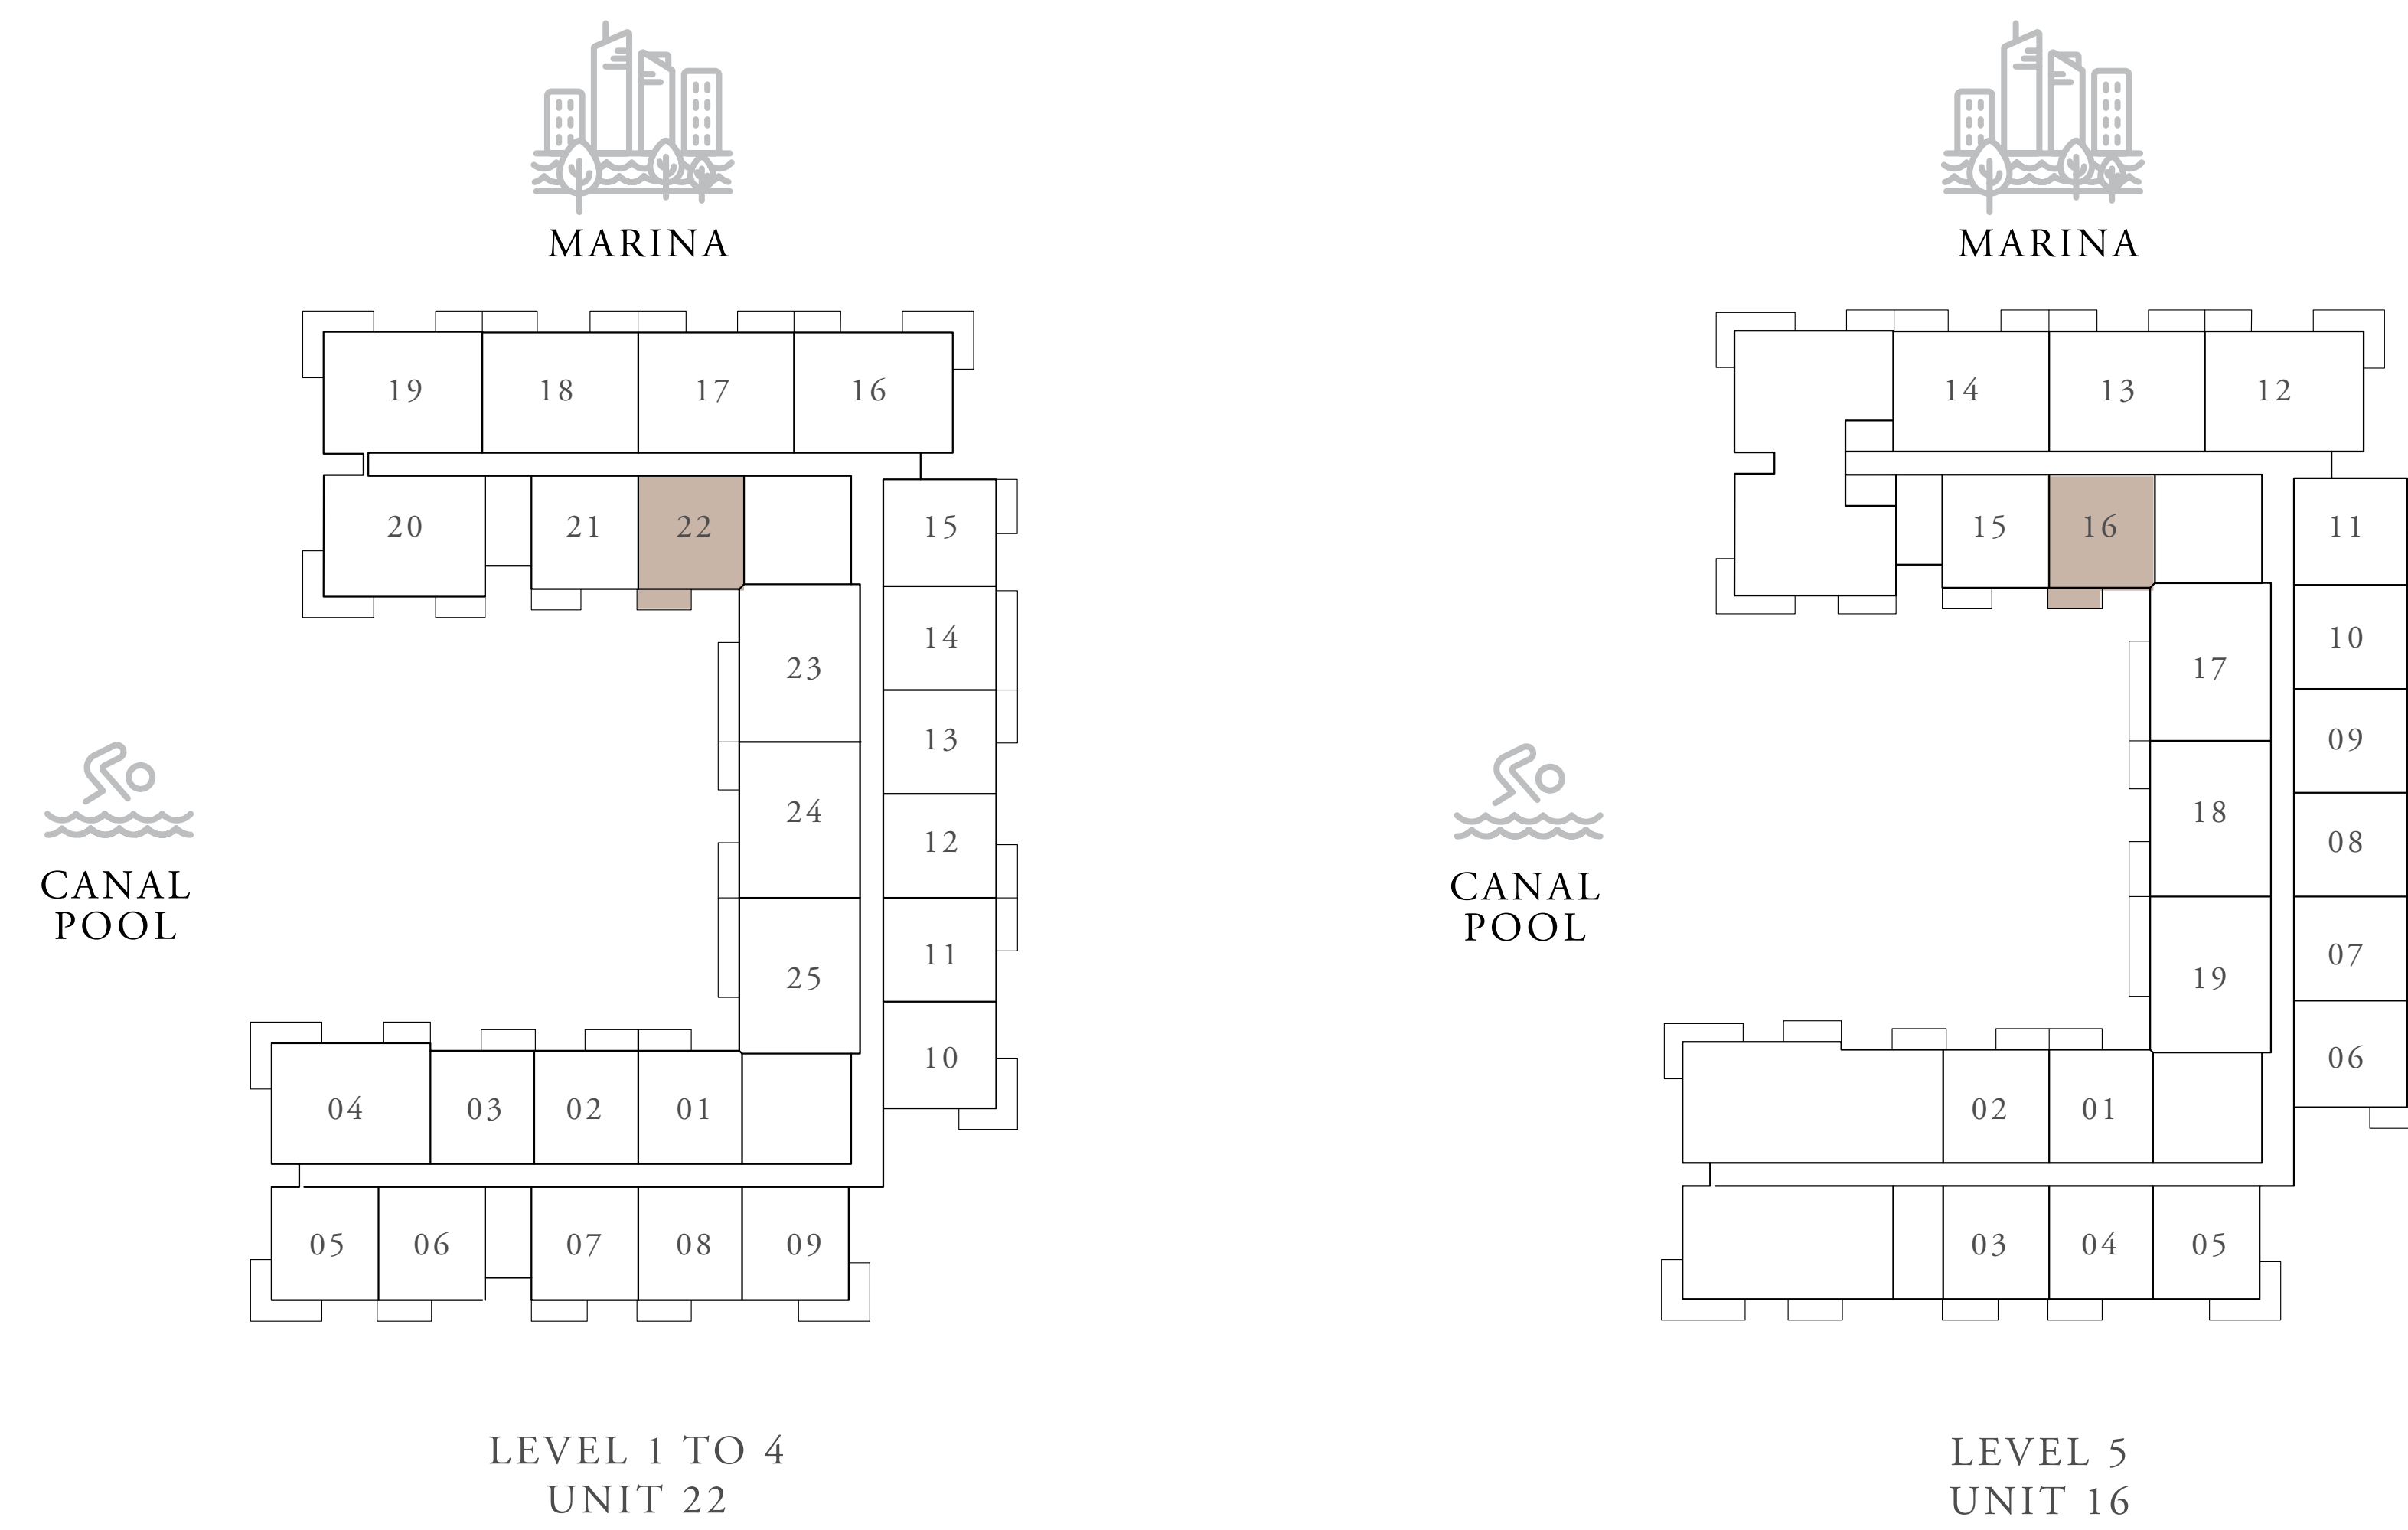 MARINA
19 18 17 16
20 21 22 15
14
23
13
24 12
11
25
10
04 03 02 01
05 06 07 08 09
CANAL
POOL
LEVEL 1 TO 4
UNIT 22
MARINA
14 13 12
15 16 11
10
17
09
18 08
07
19
06
02 01
03 04 05
CANAL
POOL
LEVEL 5
UNIT 16